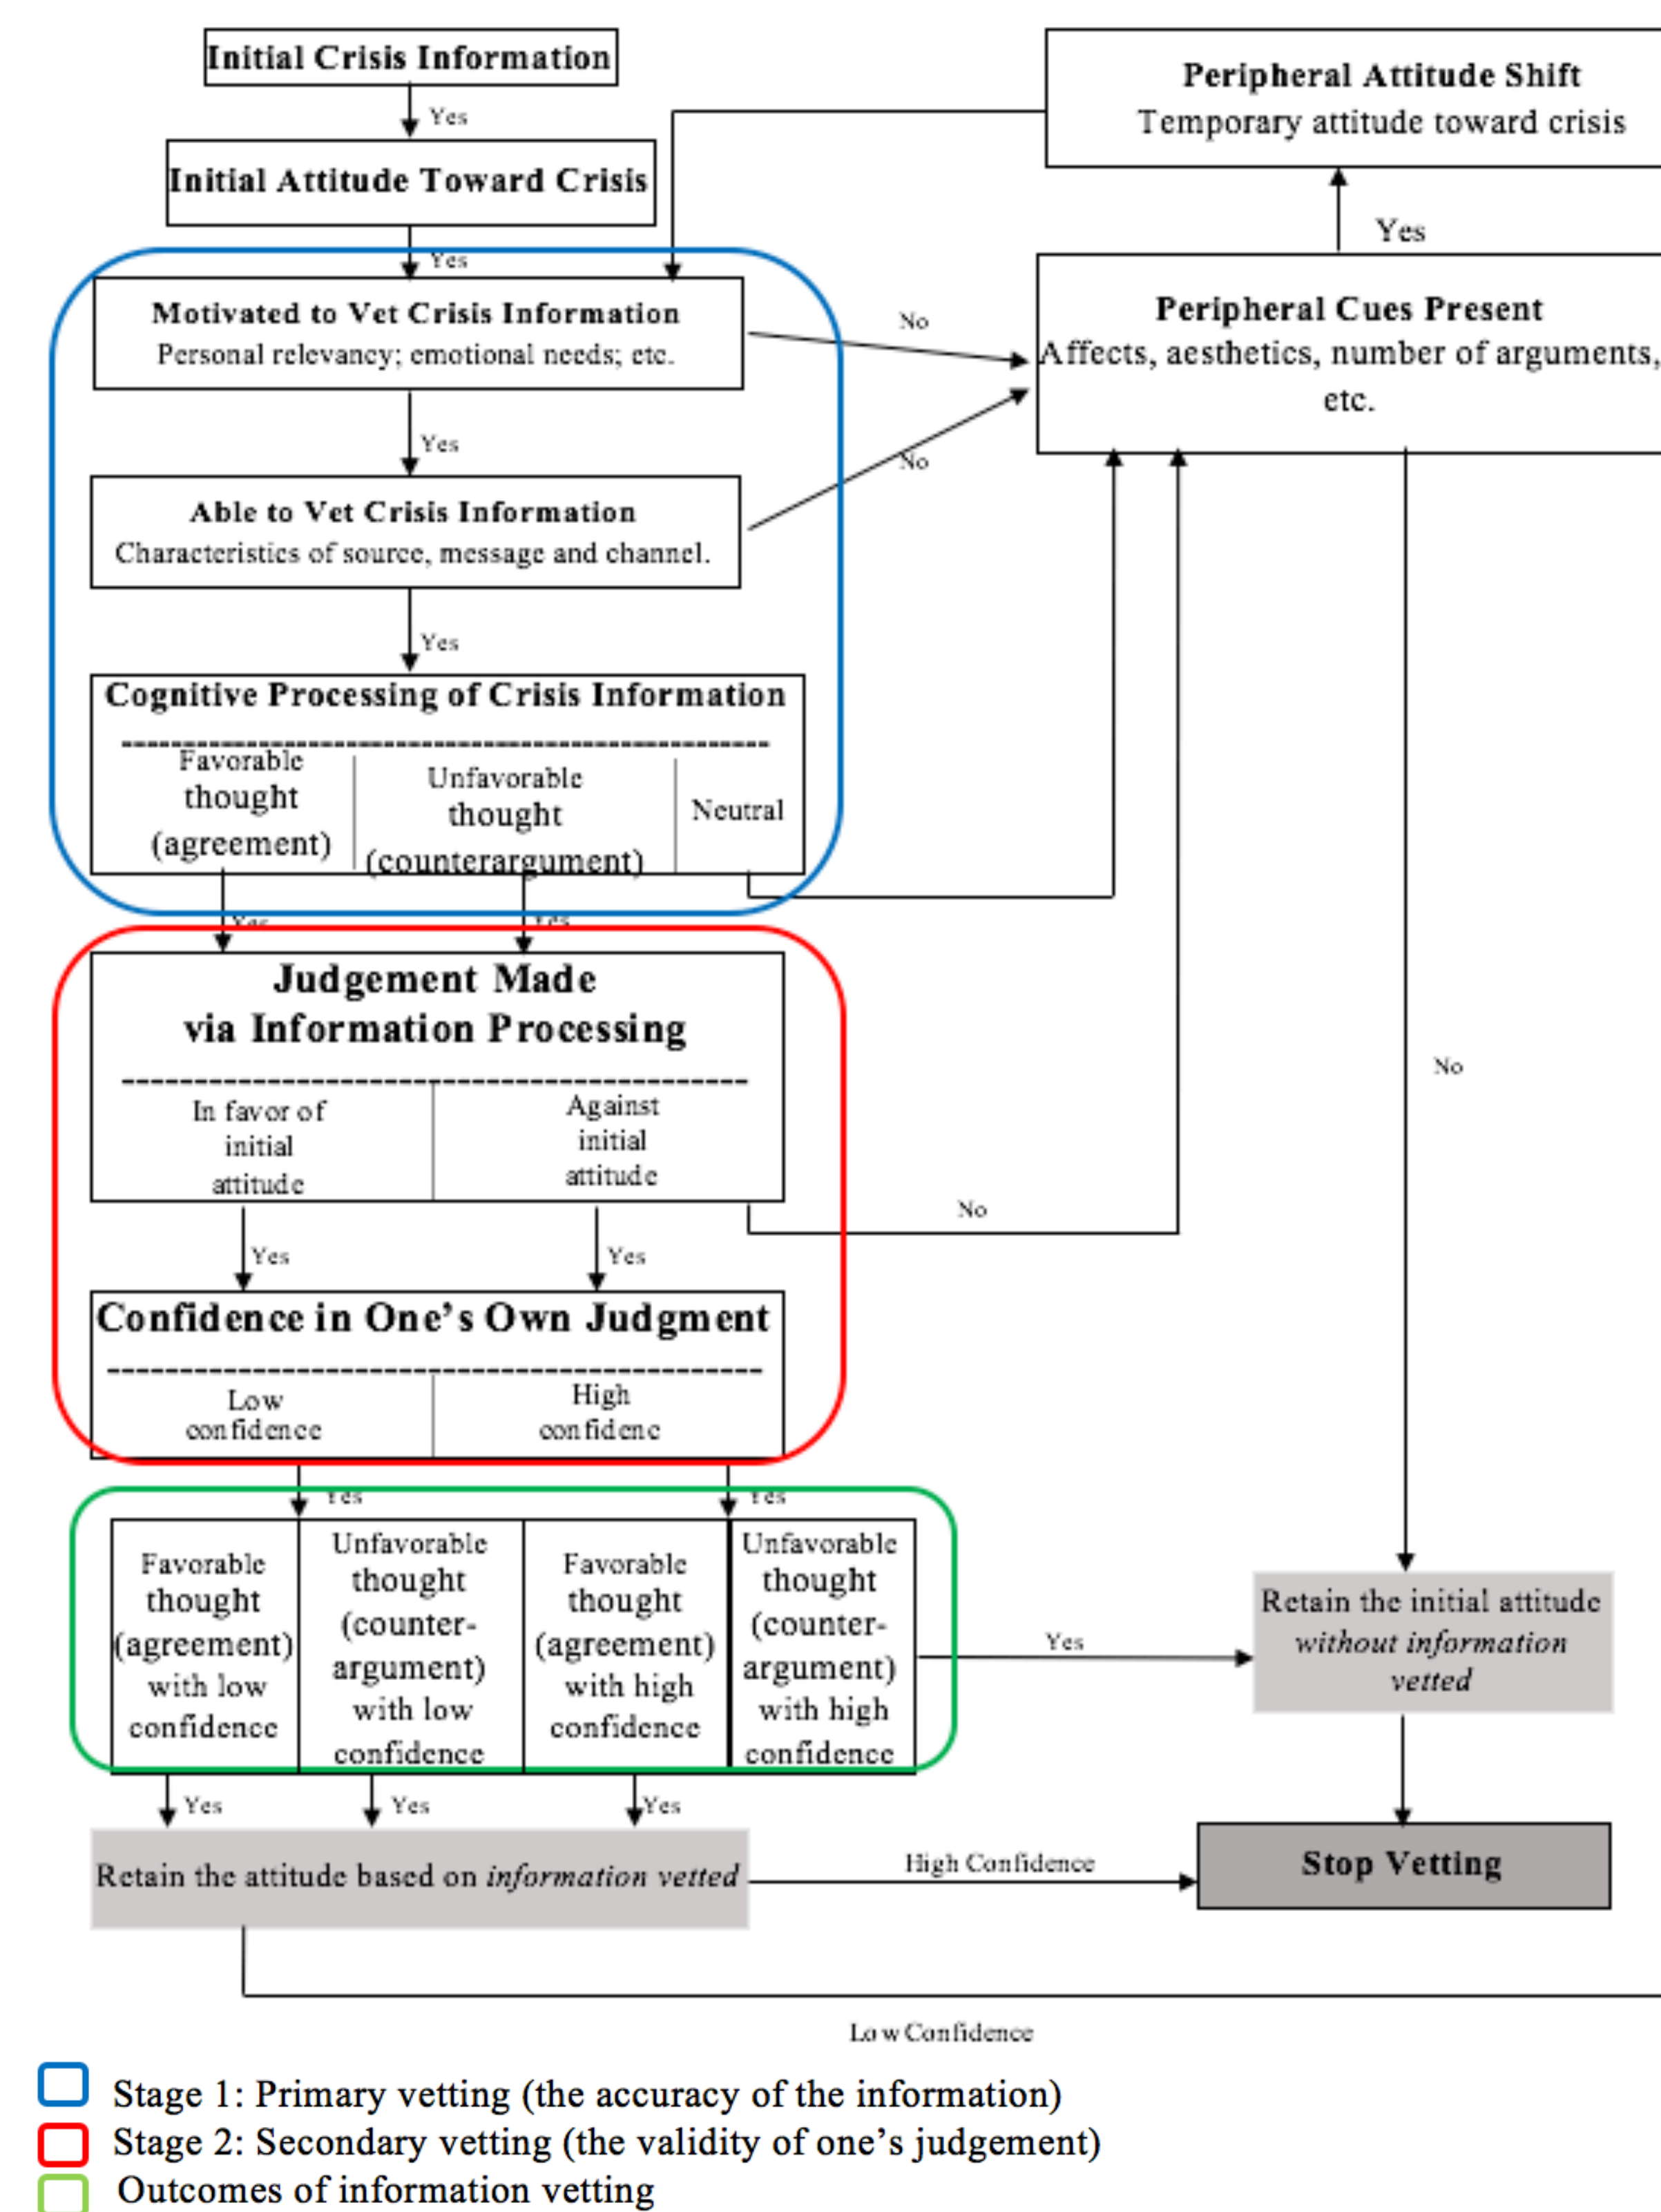 Initial Crisis Information
Yes
Initial Attitude Toward Crisis
Yes
Motivated to Vet Crisis Information
Personal relevancy; emotional needs; etc.
Yes
Able to Vet Crisis Information
Characteristics of source, message and channel.
Yes
Cognitive Processing of Crisis Information
Favorable
thought
(agreement)
Unfavorable
thought
(counterargument)
Neutral
Yes
Yes
Judgement Made
via Information Processing
In favor of
initial
attitude
Against
initial
attitude
Yes
Yes
Confidence in One's Own Judgment
Low
confidence
High
confidenc
Yes
Yes
Favorable
thought
(agreement)
with low
confidence
Unfavorable
thought
(counter-
argument)
with low
confidence
Favorable
thought
(agreement)
with high
confidence
Unfavorable
thought
(counter-
argument)
with high
confidence
Yes
Yes
Yes
Retain the attitude based on information vetted
Peripheral Attitude Shift
Temporary attitude toward crisis
Yes
Peripheral Cues Present
Affects, aesthetics, number of arguments,
etc.
No
No
No
No
Yes
Retain the initial attitude
without information
vetted
High Confidence
Stop Vetting
Low Confidence
Stage 1: Primary vetting (the accuracy of the information)
Stage 2: Secondary vetting (the validity of one's judgement)
Outcomes of information vetting